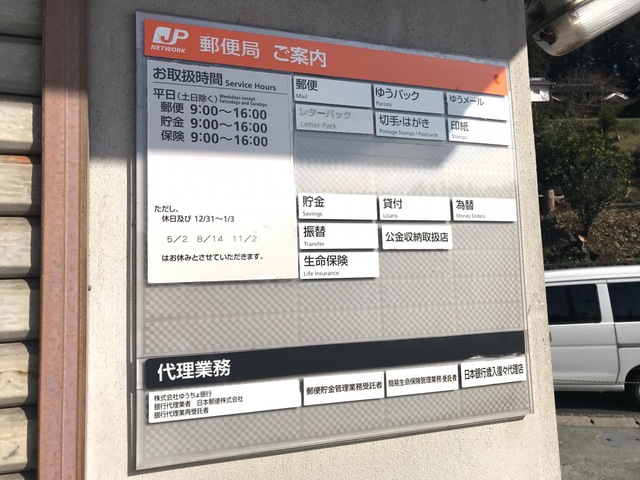 JP
NETWORK
郵便局 ご案内
お取扱時間 Service Hours
平日(土日除く) Weekdays except Saturdays and Sundays
郵便 9:00～16:00
貯金 9:00～16:00
保険 9:00～16:00
ただし、
休日及び 12/31～1/3
5/2 8/14 11/2
はお休みとさせていただきます。
郵便
Mail
ゆうパック
Parcels
ゆうメール
レターパック
Letter Pack
切手・はがき
Postage Stamps / Postcards
印紙
Stamps
貯金
Savings
貸付
Loans
為替
Money Orders
振替
Transfer
公金収納取扱店
生命保険
Life Insurance
代理業務
株式会社ゆうちょ銀行
銀行代理業者 日本郵便株式会社
銀行代理業再受託者
郵便貯金管理業務受託者
簡易生命保険管理業務 受託者
日本銀行歳入復々代理店